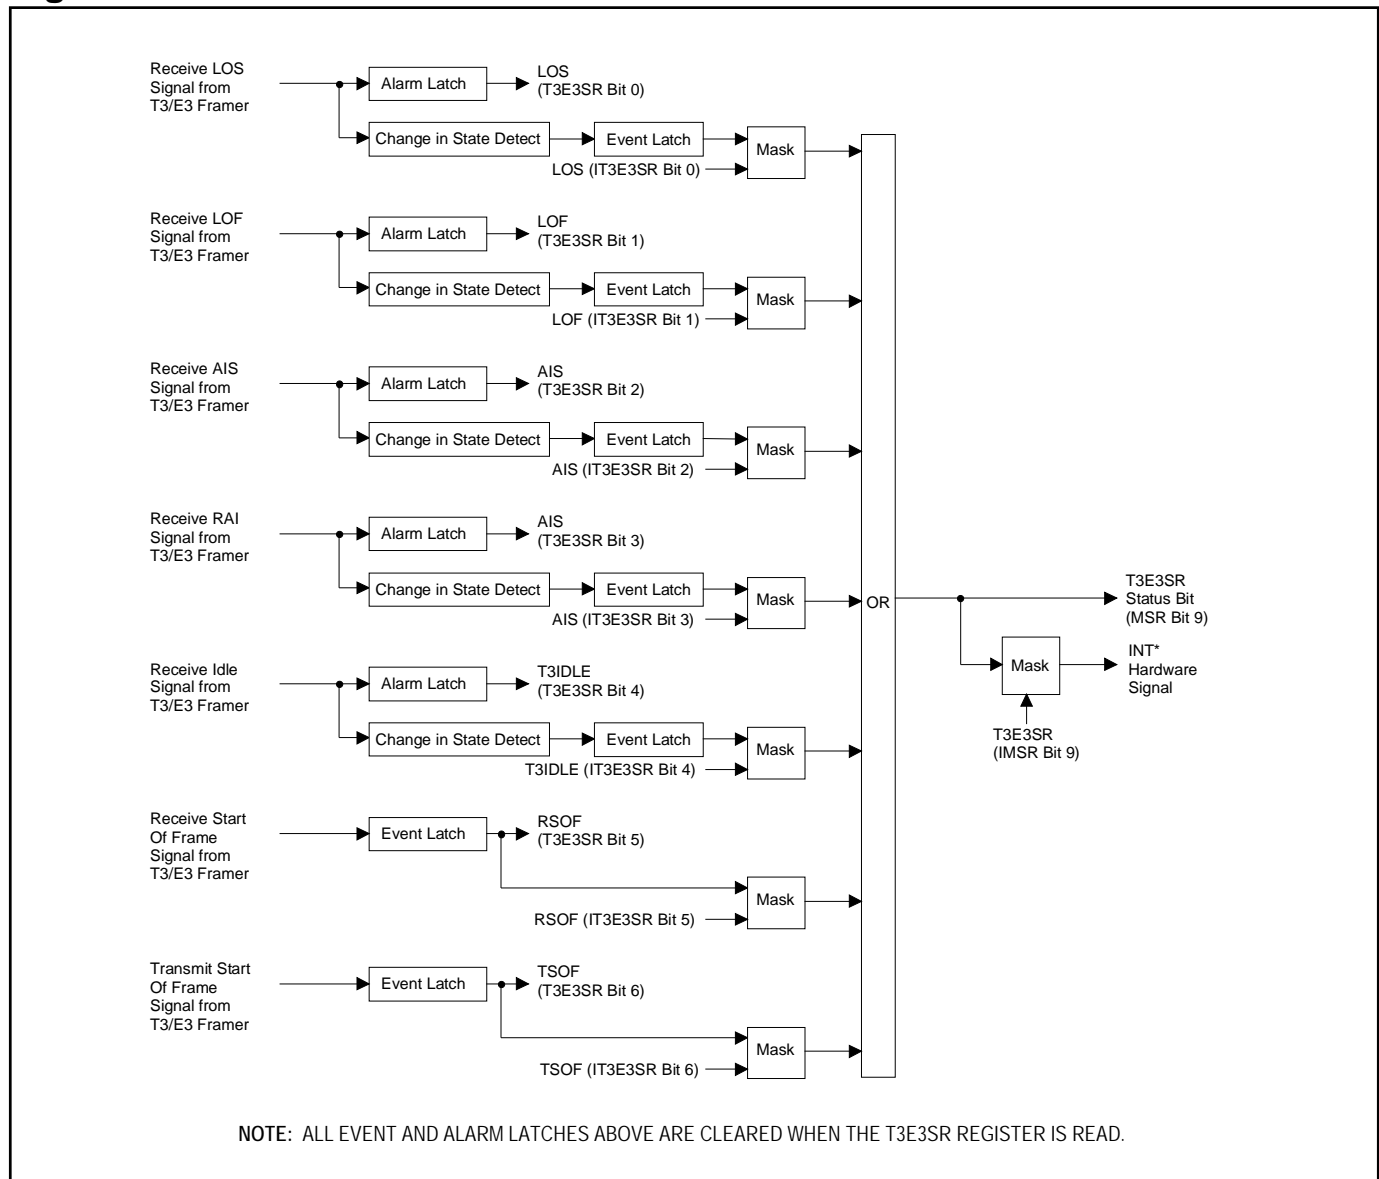 Receive LOS
Signal from
T3/E3 Framer
Alarm Latch
LOS
(T3E3SR Bit 0)
Change in State Detect
Event Latch
Mask
LOS (IT3E3SR Bit 0)
Receive LOF
Signal from
T3/E3 Framer
Alarm Latch
LOF
(T3E3SR Bit 1)
Change in State Detect
Event Latch
Mask
LOF (IT3E3SR Bit 1)
Receive AIS
Signal from
T3/E3 Framer
Alarm Latch
AIS
(T3E3SR Bit 2)
Change in State Detect
Event Latch
Mask
AIS (IT3E3SR Bit 2)
Receive RAI
Signal from
T3/E3 Framer
Alarm Latch
AIS
(T3E3SR Bit 3)
Change in State Detect
Event Latch
Mask
AIS (IT3E3SR Bit 3)
OR
T3E3SR
Status Bit
(MSR Bit 9)
Mask
INT*
Hardware
Signal
T3E3SR
(IMSR Bit 9)
Receive Idle
Signal from
T3/E3 Framer
Alarm Latch
T3IDLE
(T3E3SR Bit 4)
Change in State Detect
Event Latch
Mask
T3IDLE (IT3E3SR Bit 4)
Receive Start
Of Frame
Signal from
T3/E3 Framer
Event Latch
RSOF
(T3E3SR Bit 5)
Mask
RSOF (IT3E3SR Bit 5)
Transmit Start
Of Frame
Signal from
T3/E3 Framer
Event Latch
TSOF
(T3E3SR Bit 6)
Mask
TSOF (IT3E3SR Bit 6)
NOTE: ALL EVENT AND ALARM LATCHES ABOVE ARE CLEARED WHEN THE T3E3SR REGISTER IS READ.